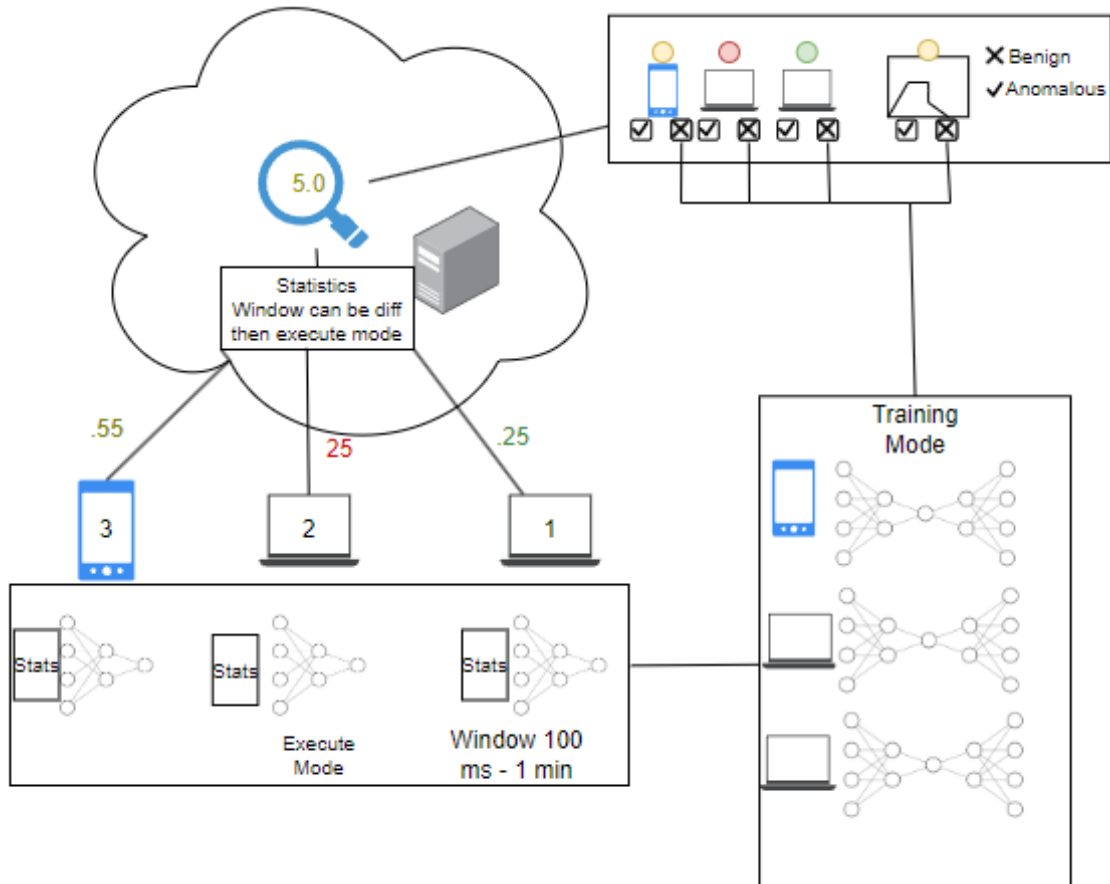 Benign
Anomalous
5.0
Statistics
Window can be diff
then execute mode
.55
25
.25
3
2
1
Stats
Stats
Stats
Execute
Mode
Window 100
ms - 1 min
Training
Mode